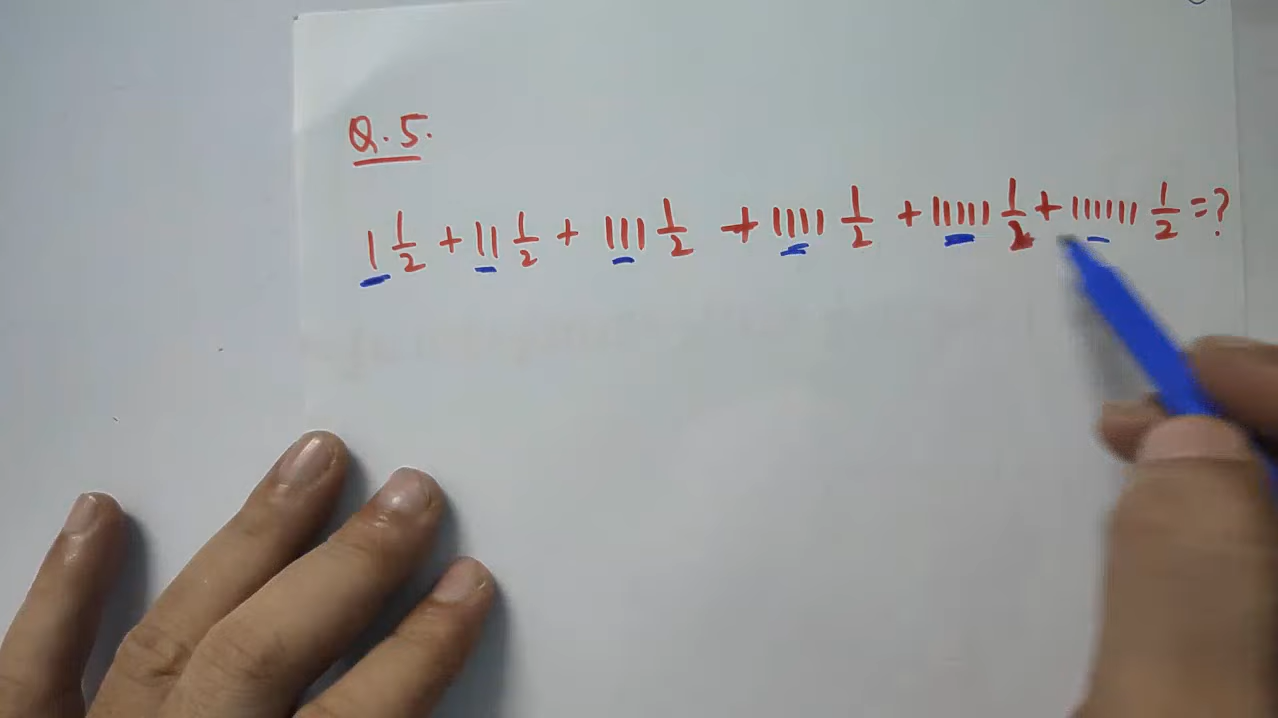 Q.5.
1 1/2 + 11 1/2 + 111 1/2 + 1111 1/2 + 11111 1/2 + 111111 1/2 = ?